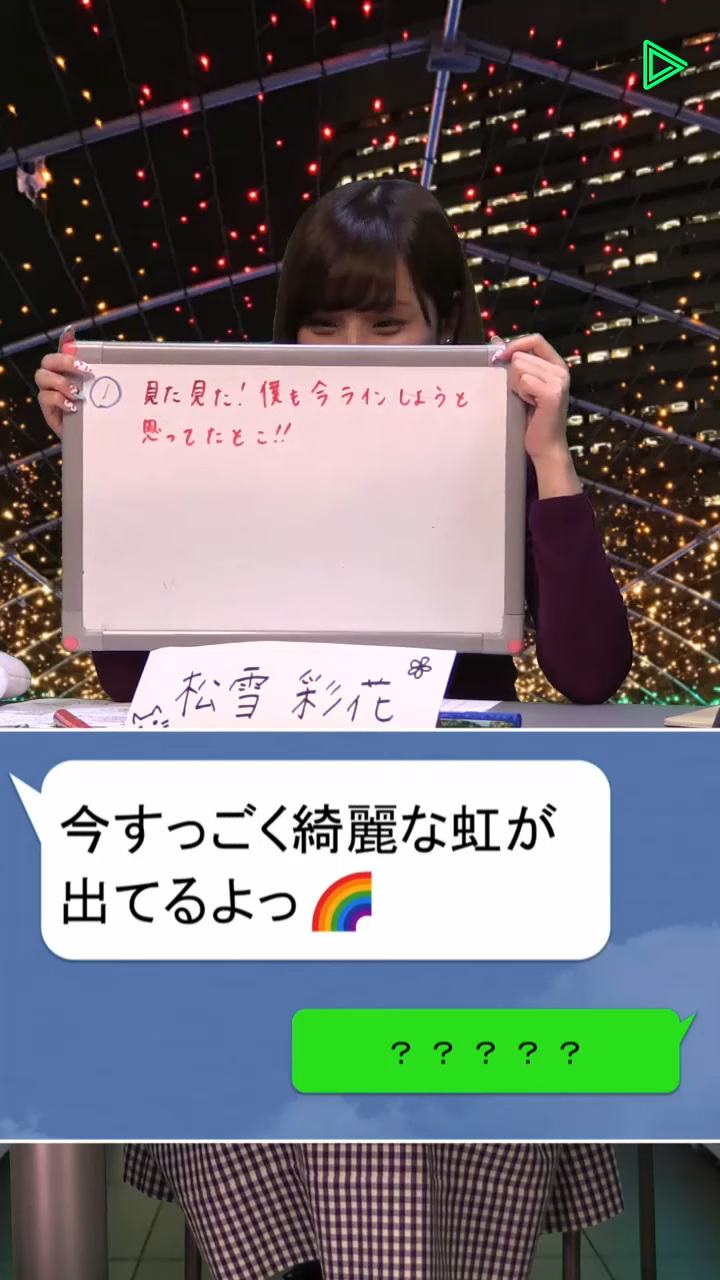 ① 見た見た！僕も今ラインしようと
思ってたとこ!!
松雪 彩花
今すっごく綺麗な虹が
出てるよっ🌈
？？？？？